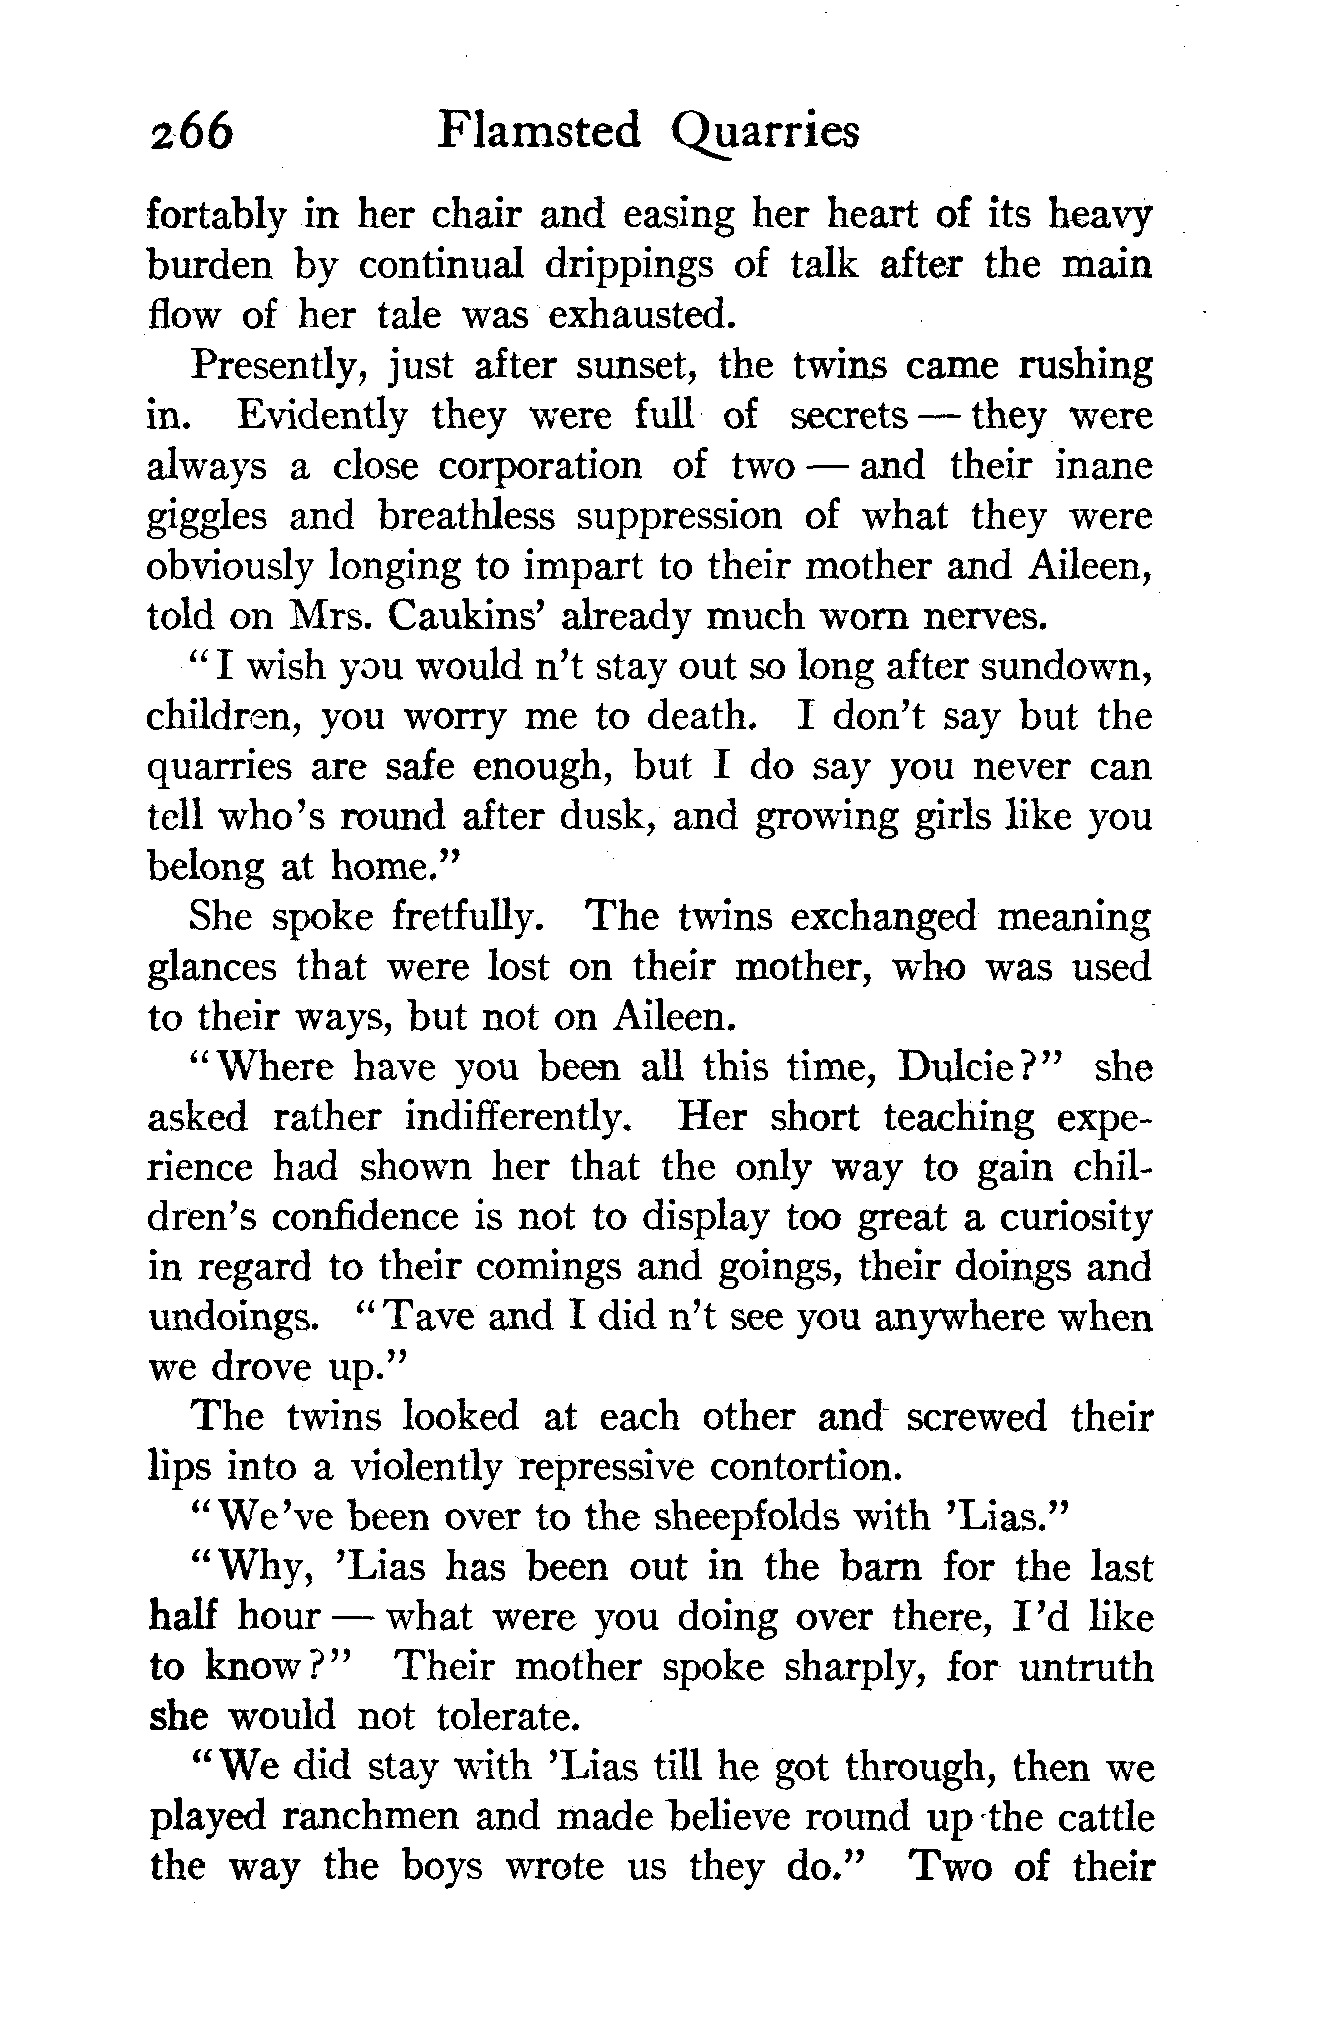 266 Flamsted Quarries
fortably in her chair and easing her heart of its heavy
burden by continual drippings of talk after the main
flow of her tale was exhausted.
Presently, just after sunset, the twins came rushing
in. Evidently they were full of secrets — they were
always a close corporation of two — and their inane
giggles and breathless suppression of what they were
obviously longing to impart to their mother and Aileen,
told on Mrs. Caukins' already much worn nerves.
"I wish you would n't stay out so long after sundown,
children, you worry me to death. I don't say but the
quarries are safe enough, but I do say you never can
tell who's round after dusk, and growing girls like you
belong at home."
She spoke fretfully. The twins exchanged meaning
glances that were lost on their mother, who was used
to their ways, but not on Aileen.
"Where have you been all this time, Dulcie?" she
asked rather indifferently. Her short teaching expe-
rience had shown her that the only way to gain chil-
dren's confidence is not to display too great a curiosity
in regard to their comings and goings, their doings and
undoings. "Tave and I did n't see you anywhere when
we drove up."
The twins looked at each other and screwed their
lips into a violently repressive contortion.
"We've been over to the sheepfolds with 'Lias."
"Why, 'Lias has been out in the barn for the last
half hour — what were you doing over there, I'd like
to know?" Their mother spoke sharply, for untruth
she would not tolerate.
"We did stay with 'Lias till he got through, then we
played ranchmen and made believe round up the cattle
the way the boys wrote us they do." Two of their